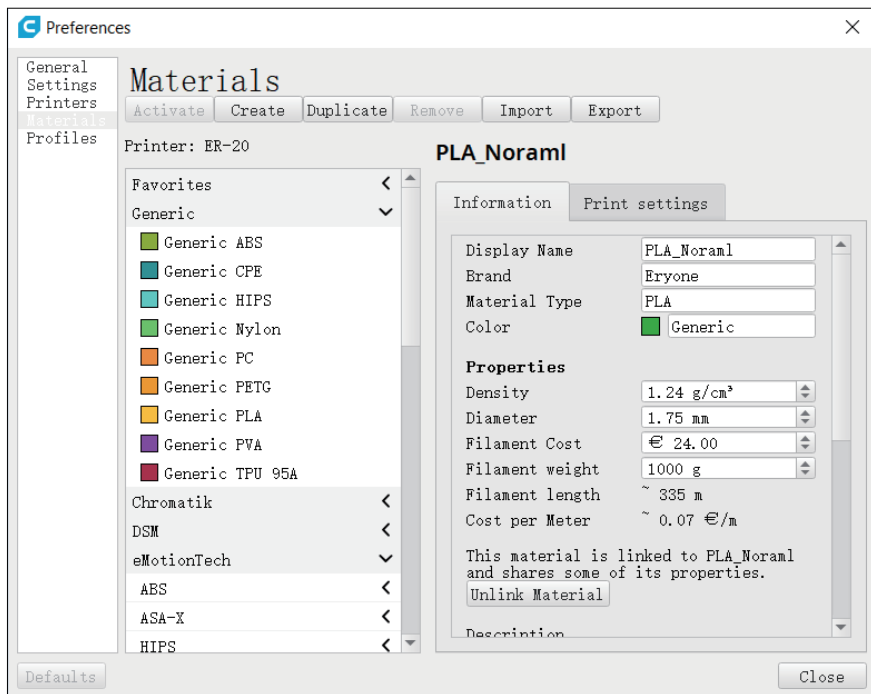 Preferences
General
Settings
Printers
Materials
Profiles
Materials
Activate Create Duplicate Remove Import Export
Printer: ER-20
Favorites
Generic
Generic ABS
Generic CPE
Generic HIPS
Generic Nylon
Generic PC
Generic PETG
Generic PLA
Generic PVA
Generic TPU 95A
Chromatik
DSM
eMotionTech
ABS
ASA-X
HIPS
PLA_Noraml
Information Print settings
Display Name PLA_Noraml
Brand Eryone
Material Type PLA
Color Generic
Properties
Density 1.24 g/cm³
Diameter 1.75 mm
Filament Cost € 24.00
Filament weight 1000 g
Filament length ~ 335 m
Cost per Meter ~ 0.07 €/m
This material is linked to PLA_Noraml
and shares some of its properties.
Unlink Material
Description
Defaults Close